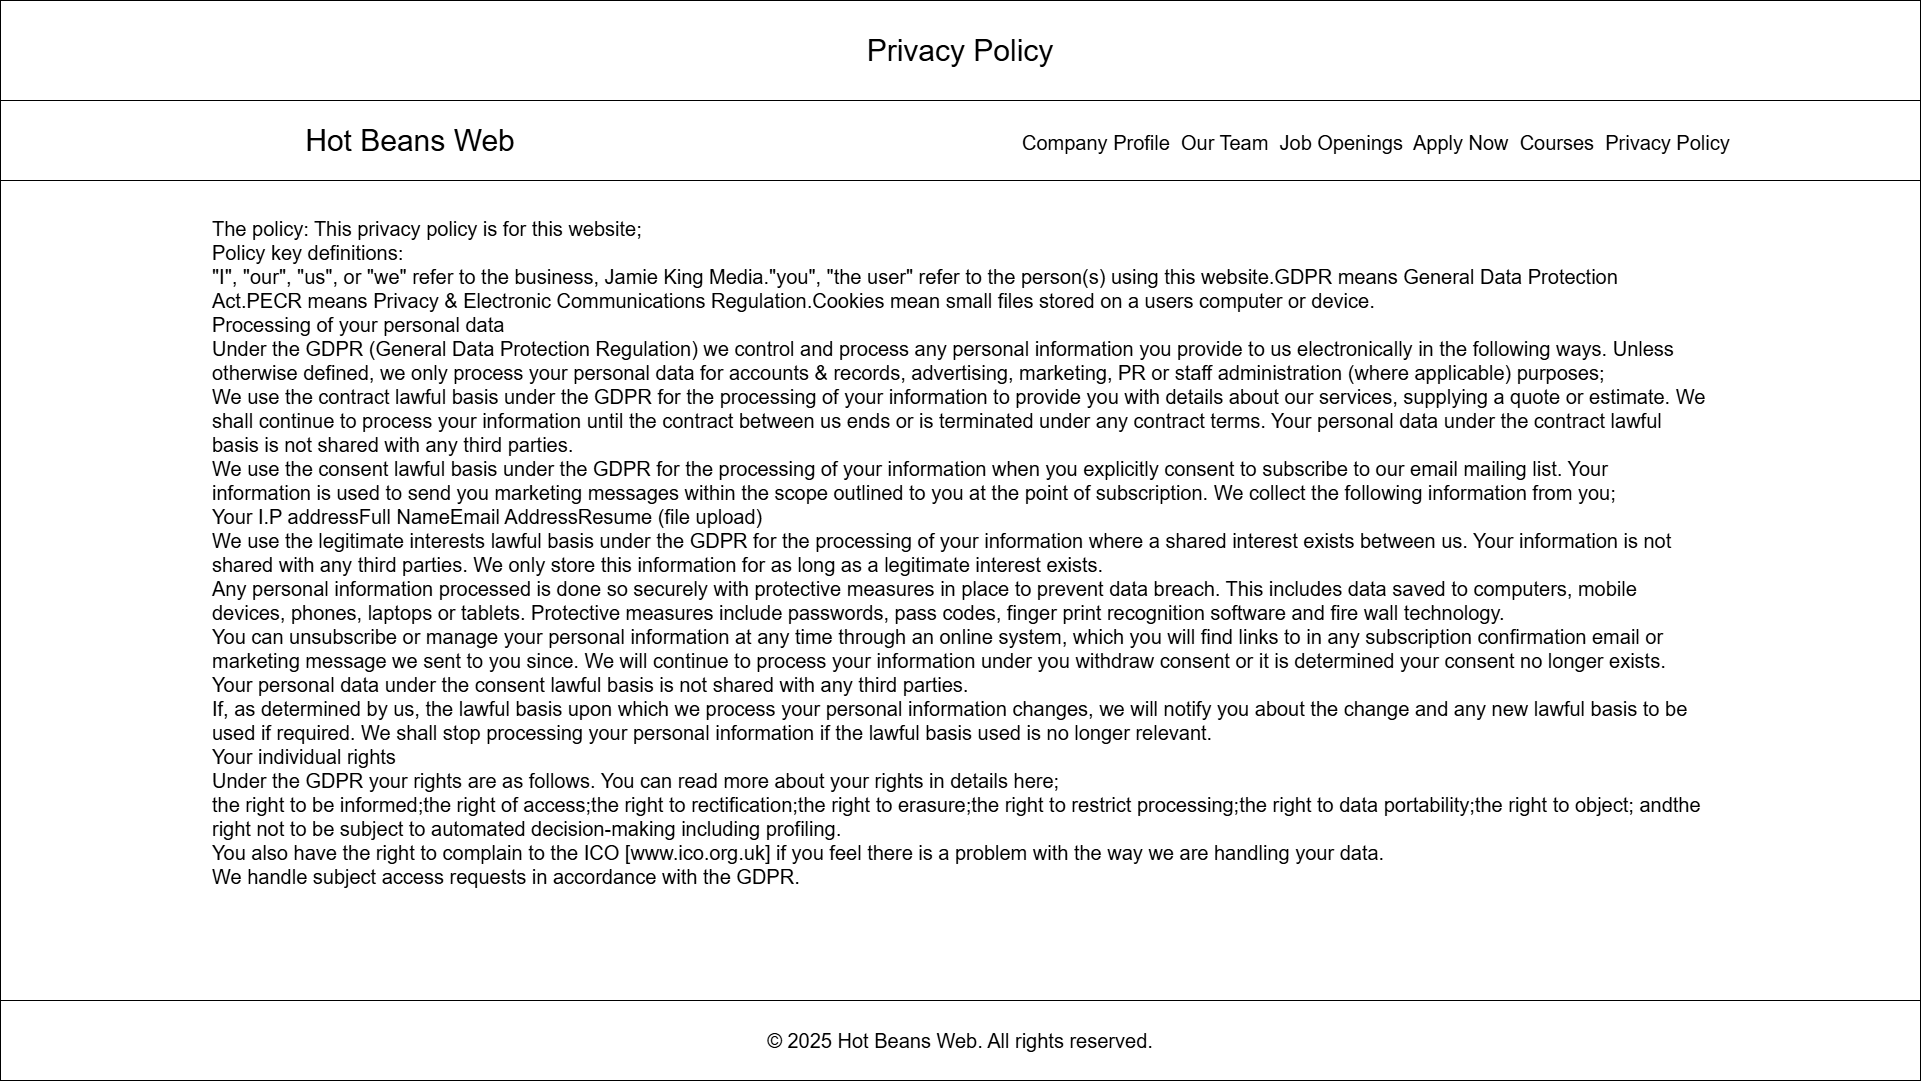 Privacy Policy
Hot Beans Web
Company Profile Our Team Job Openings Apply Now Courses Privacy Policy
The policy: This privacy policy is for this website;
Policy key definitions:
"I", "our", "us", or "we" refer to the business, Jamie King Media."you", "the user" refer to the person(s) using this website.GDPR means General Data Protection
Act.PECR means Privacy & Electronic Communications Regulation.Cookies mean small files stored on a users computer or device.
Processing of your personal data
Under the GDPR (General Data Protection Regulation) we control and process any personal information you provide to us electronically in the following ways. Unless
otherwise defined, we only process your personal data for accounts & records, advertising, marketing, PR or staff administration (where applicable) purposes;
We use the contract lawful basis under the GDPR for the processing of your information to provide you with details about our services, supplying a quote or estimate. We
shall continue to process your information until the contract between us ends or is terminated under any contract terms. Your personal data under the contract lawful
basis is not shared with any third parties.
We use the consent lawful basis under the GDPR for the processing of your information when you explicitly consent to subscribe to our email mailing list. Your
information is used to send you marketing messages within the scope outlined to you at the point of subscription. We collect the following information from you;
Your I.P addressFull NameEmail AddressResume (file upload)
We use the legitimate interests lawful basis under the GDPR for the processing of your information where a shared interest exists between us. Your information is not
shared with any third parties. We only store this information for as long as a legitimate interest exists.
Any personal information processed is done so securely with protective measures in place to prevent data breach. This includes data saved to computers, mobile
devices, phones, laptops or tablets. Protective measures include passwords, pass codes, finger print recognition software and fire wall technology.
You can unsubscribe or manage your personal information at any time through an online system, which you will find links to in any subscription confirmation email or
marketing message we sent to you since. We will continue to process your information under you withdraw consent or it is determined your consent no longer exists.
Your personal data under the consent lawful basis is not shared with any third parties.
If, as determined by us, the lawful basis upon which we process your personal information changes, we will notify you about the change and any new lawful basis to be
used if required. We shall stop processing your personal information if the lawful basis used is no longer relevant.
Your individual rights
Under the GDPR your rights are as follows. You can read more about your rights in details here;
the right to be informed;the right of access;the right to rectification;the right to erasure;the right to restrict processing;the right to data portability;the right to object; andthe
right not to be subject to automated decision-making including profiling.
You also have the right to complain to the ICO [www.ico.org.uk] if you feel there is a problem with the way we are handling your data.
We handle subject access requests in accordance with the GDPR.
© 2025 Hot Beans Web. All rights reserved.